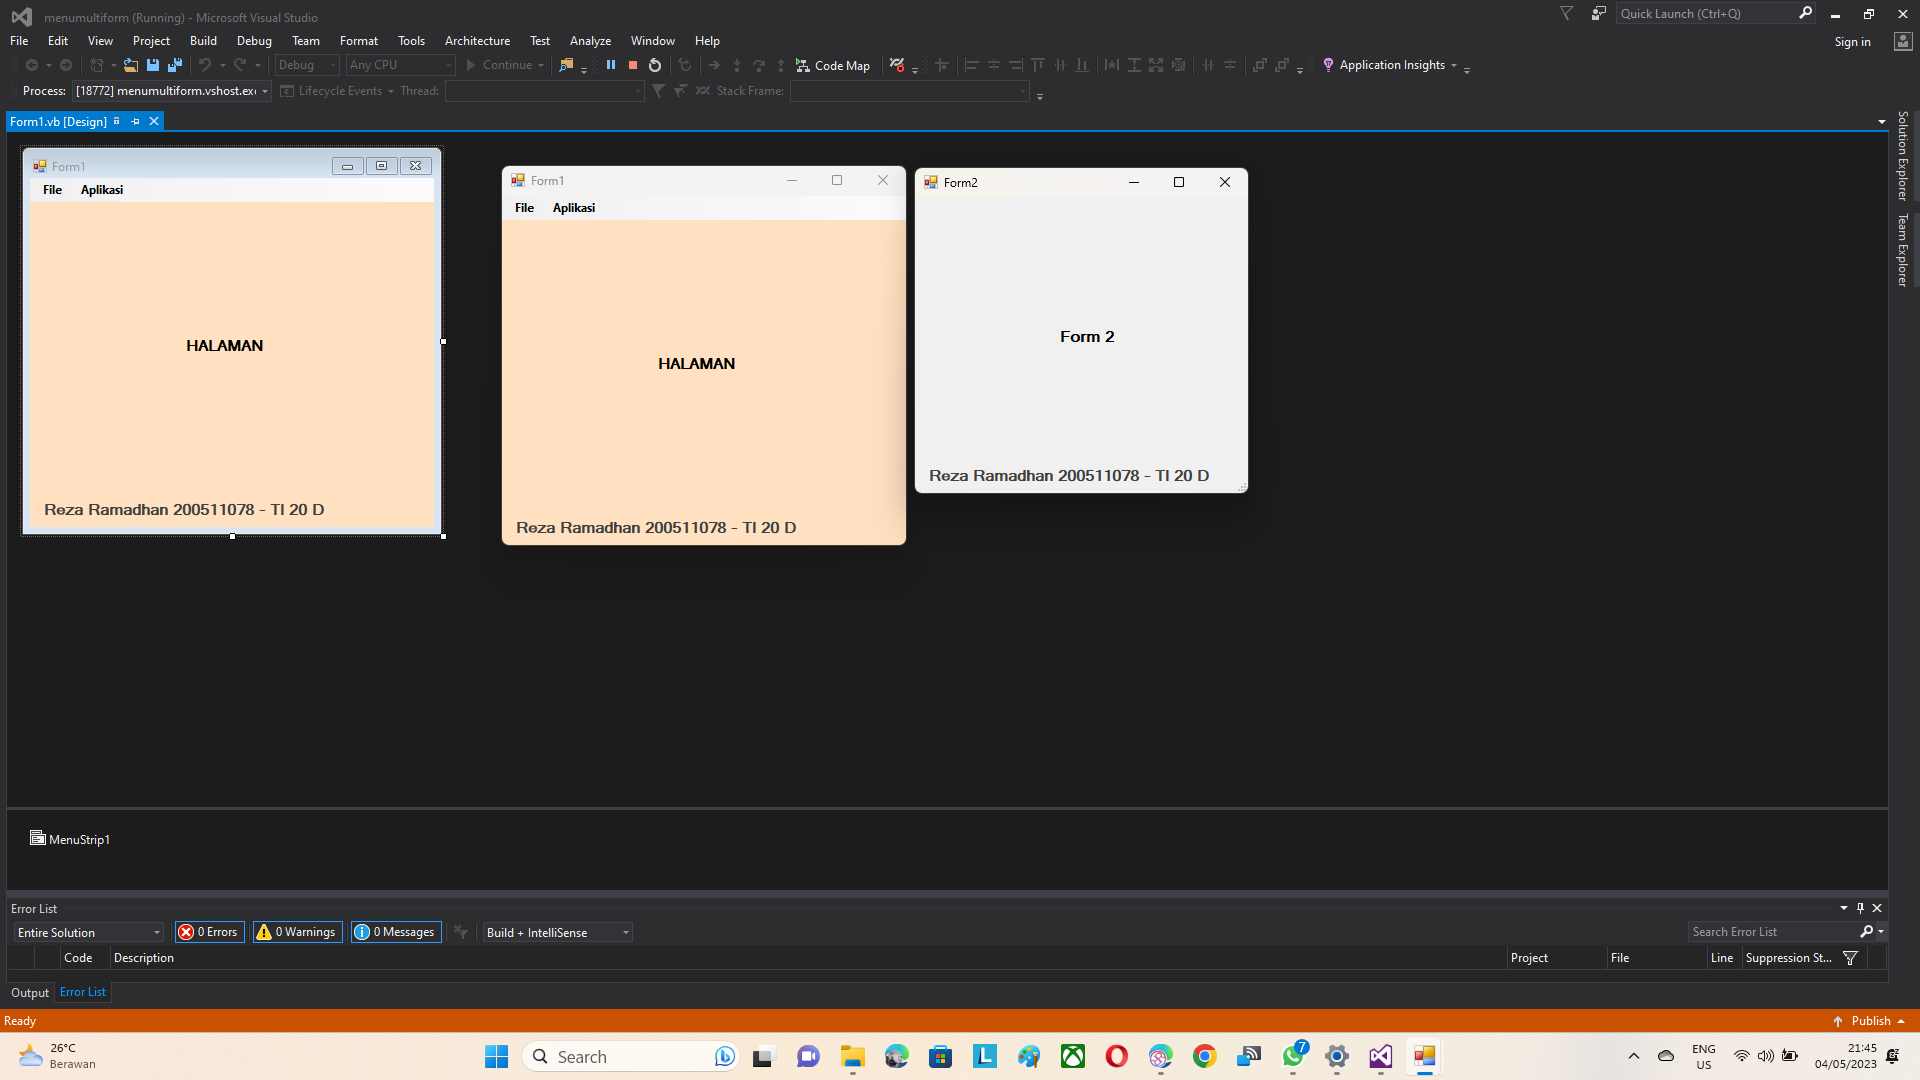 menumultiform (Running) - Microsoft Visual Studio
Quick Launch (Ctrl+Q)
File Edit View Project Build Debug Team Format Tools Architecture Test Analyze Window Help
Sign in
Debug Any CPU Continue Code Map Application Insights
Process: [18772] menumultiform.vshost.ex Lifecycle Events Thread: Stack Frame:
Form1.vb [Design]
Solution Explorer
Team Explorer
Form1
File Aplikasi
HALAMAN
Reza Ramadhan 200511078 - TI 20 D
Form1
File Aplikasi
HALAMAN
Reza Ramadhan 200511078 - TI 20 D
Form2
Form 2
Reza Ramadhan 200511078 - TI 20 D
MenuStrip1
Error List
Entire Solution 0 Errors 0 Warnings 0 Messages Build + IntelliSense Search Error List
Code Description Project File Line Suppression St...
Output Error List
Ready Publish
26°C
Berawan
Search
7
ENG
US
21:45
04/05/2023